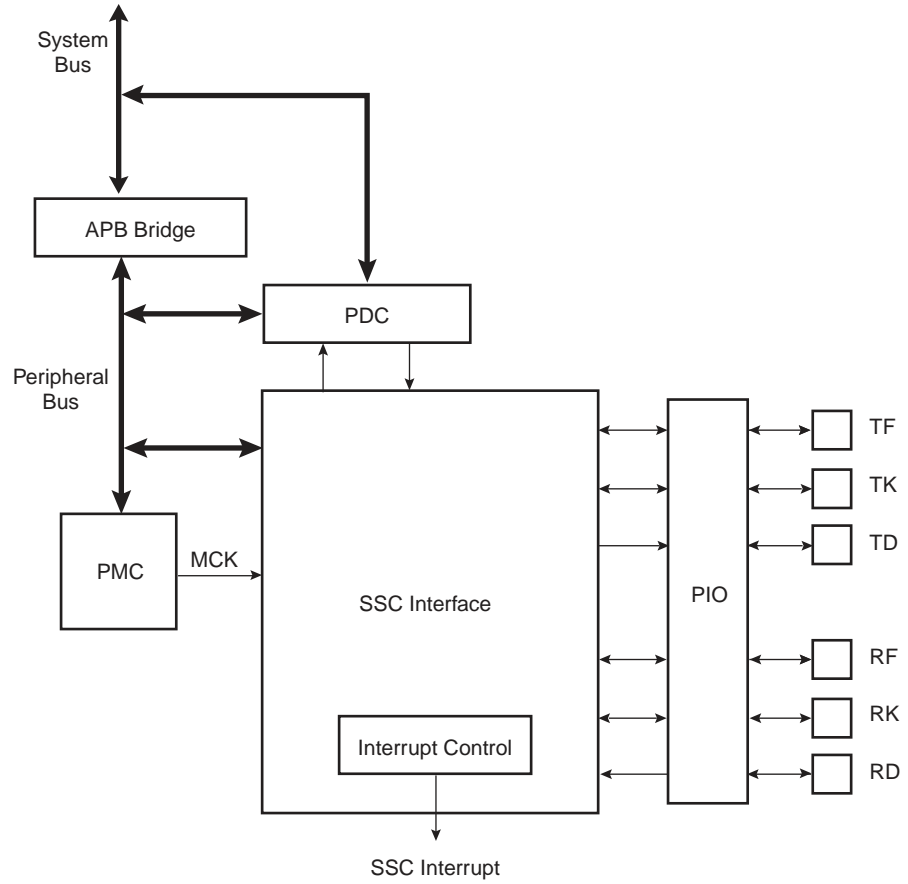 System
Bus
APB Bridge
PDC
Peripheral
Bus
TF
TK
PMC
MCK
TD
SSC Interface
PIO
RF
RK
Interrupt Control
RD
SSC Interrupt